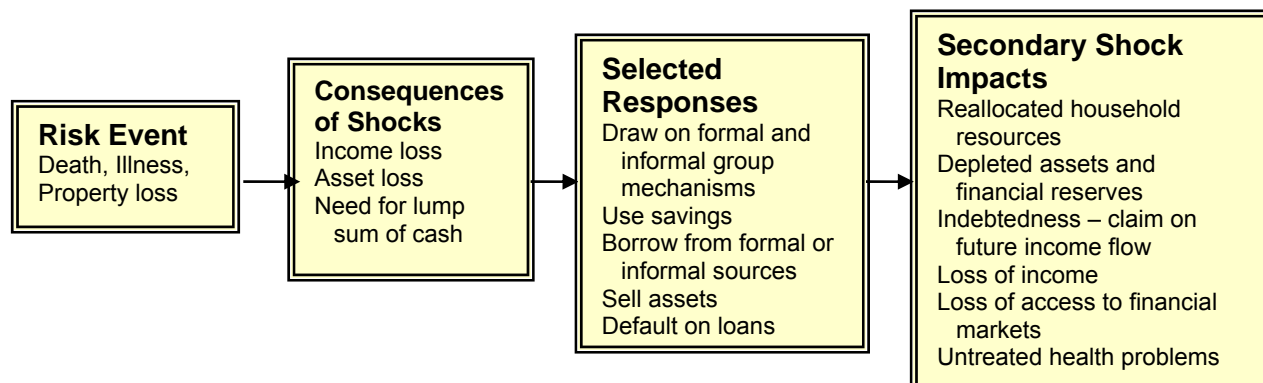 Risk Event
Death, Illness,
Property loss
Consequences
of Shocks
Income loss
Asset loss
Need for lump
sum of cash
Selected
Responses
Draw on formal and
informal group
mechanisms
Use savings
Borrow from formal or
informal sources
Sell assets
Default on loans
Secondary Shock
Impacts
Reallocated household
resources
Depleted assets and
financial reserves
Indebtedness – claim on
future income flow
Loss of income
Loss of access to financial
markets
Untreated health problems